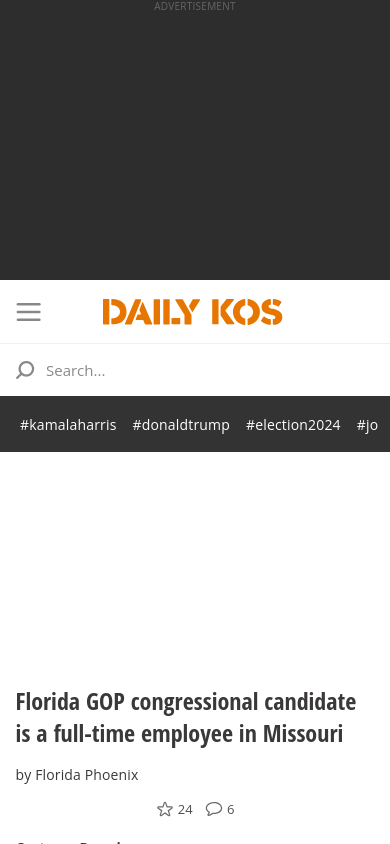 ADVERTISEMENT
DAILY KOS
Search...
#kamalaharris #donaldtrump #election2024 #jo
Florida GOP congressional candidate
is a full-time employee in Missouri
by Florida Phoenix
24 6